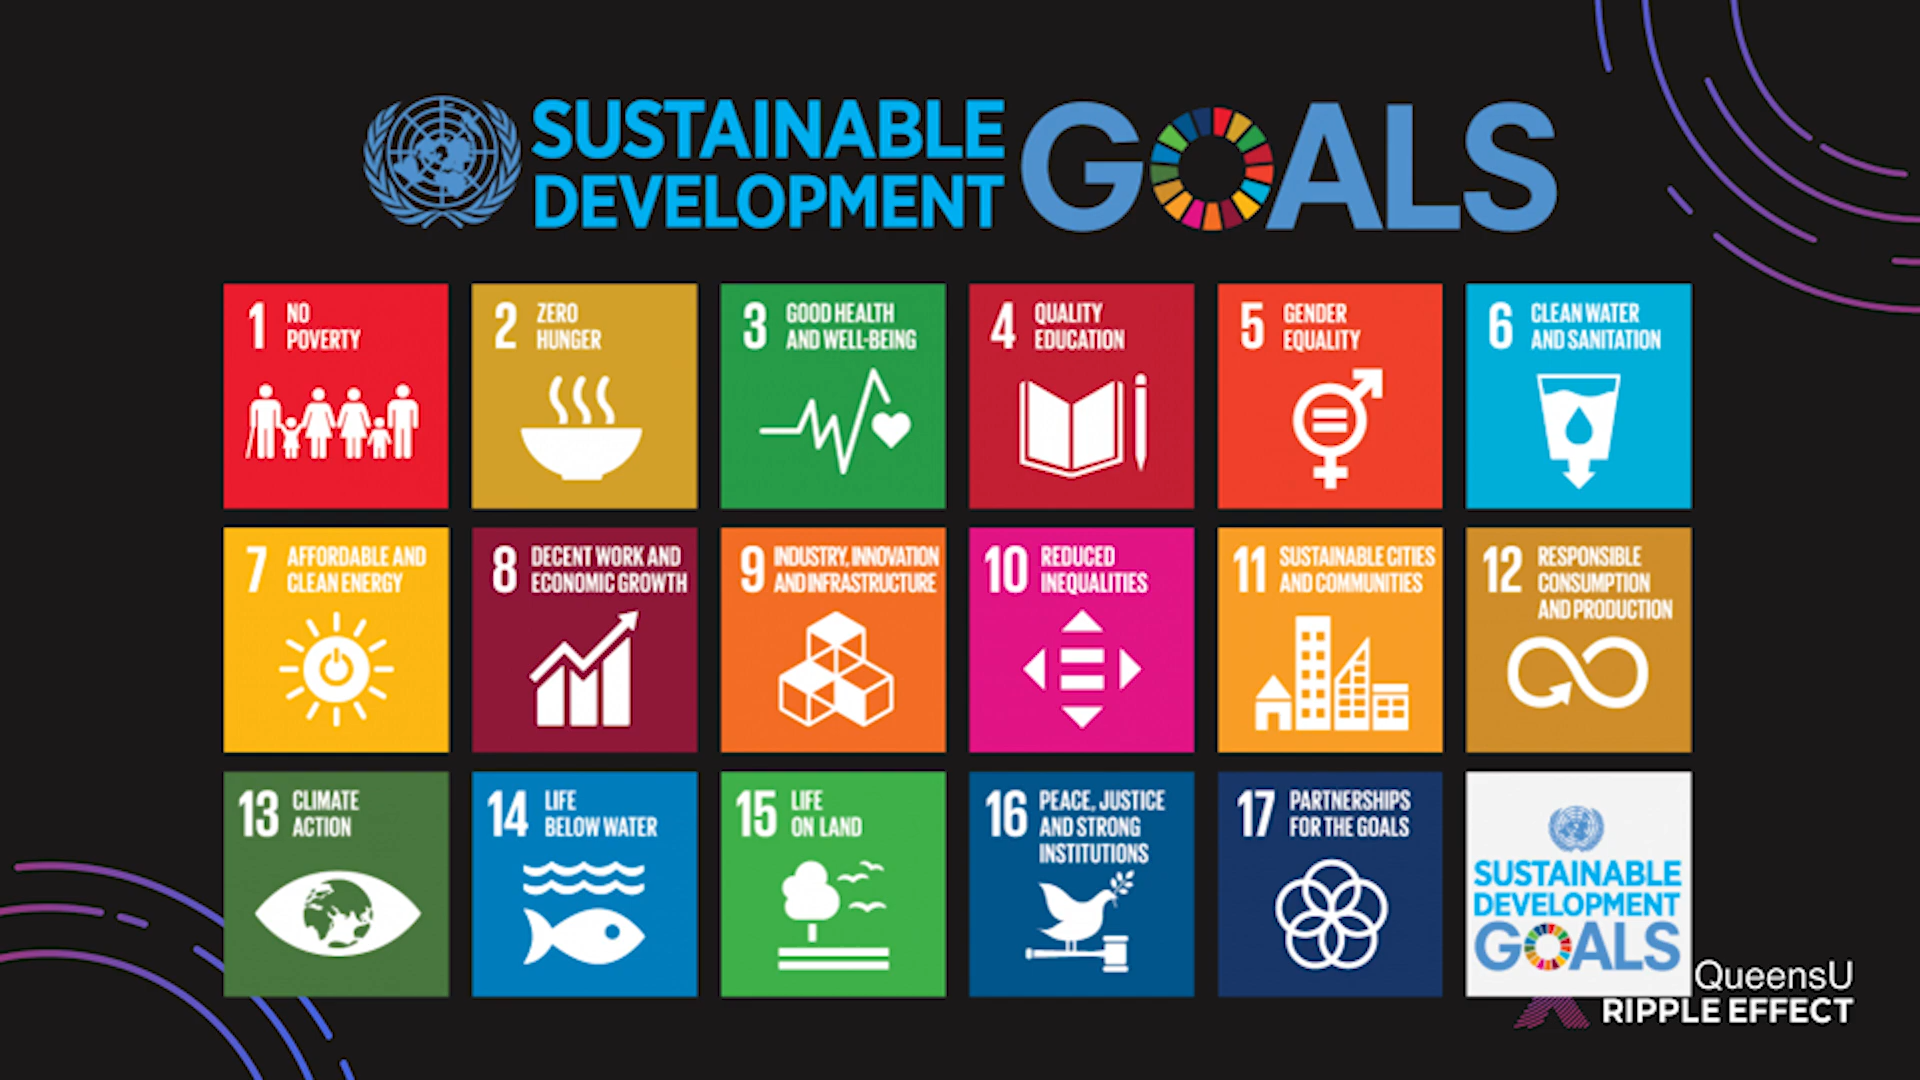 SUSTAINABLE
DEVELOPMENT
GOALS
1 NO
POVERTY
2 ZERO
HUNGER
3 GOOD HEALTH
AND WELL-BEING
4 QUALITY
EDUCATION
5 GENDER
EQUALITY
6 CLEAN WATER
AND SANITATION
7 AFFORDABLE AND
CLEAN ENERGY
8 DECENT WORK AND
ECONOMIC GROWTH
9 INDUSTRY, INNOVATION
AND INFRASTRUCTURE
10 REDUCED
INEQUALITIES
11 SUSTAINABLE CITIES
AND COMMUNITIES
12 RESPONSIBLE
CONSUMPTION
AND PRODUCTION
13 CLIMATE
ACTION
14 LIFE
BELOW WATER
15 LIFE
ON LAND
16 PEACE, JUSTICE
AND STRONG
INSTITUTIONS
17 PARTNERSHIPS
FOR THE GOALS
SUSTAINABLE
DEVELOPMENT
GOALS
QueensU
RIPPLE EFFECT